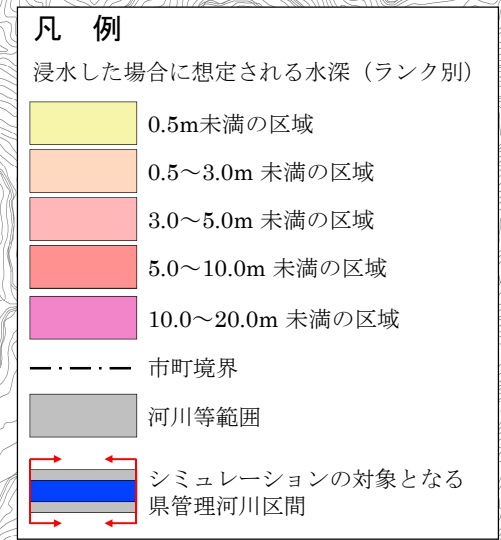 凡　例
浸水した場合に想定される水深（ランク別）
0.5m未満の区域
0.5～3.0m 未満の区域
3.0～5.0m 未満の区域
5.0～10.0m 未満の区域
10.0～20.0m 未満の区域
市町境界
河川等範囲
シミュレーションの対象となる
県管理河川区間